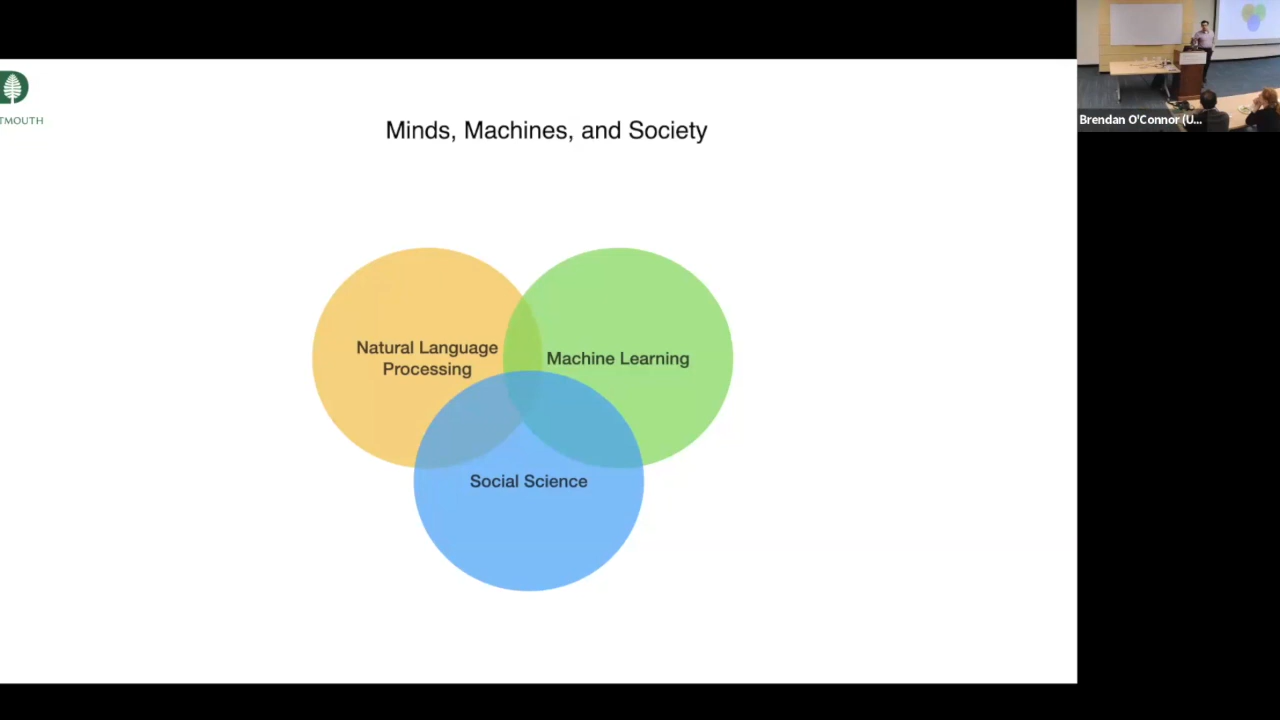 TMOUTH
Minds, Machines, and Society
Natural Language
Processing
Machine Learning
Social Science
Brendan O'Connor (U...